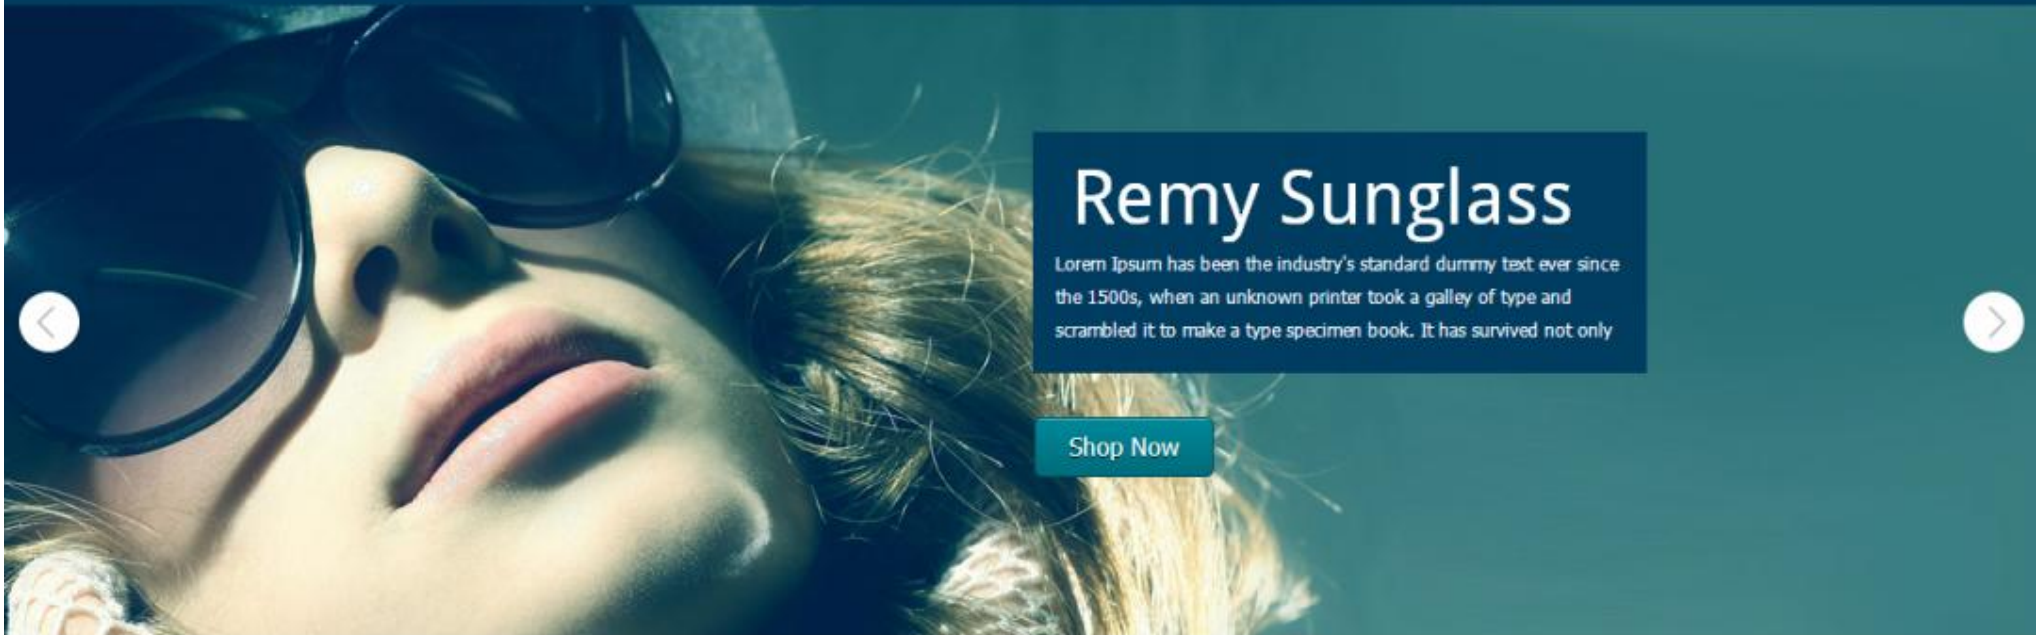 Remy Sunglass
Lorem Ipsum has been the industry's standard dummy text ever since
the 1500s, when an unknown printer took a galley of type and
scrambled it to make a type specimen book. It has survived not only
Shop Now